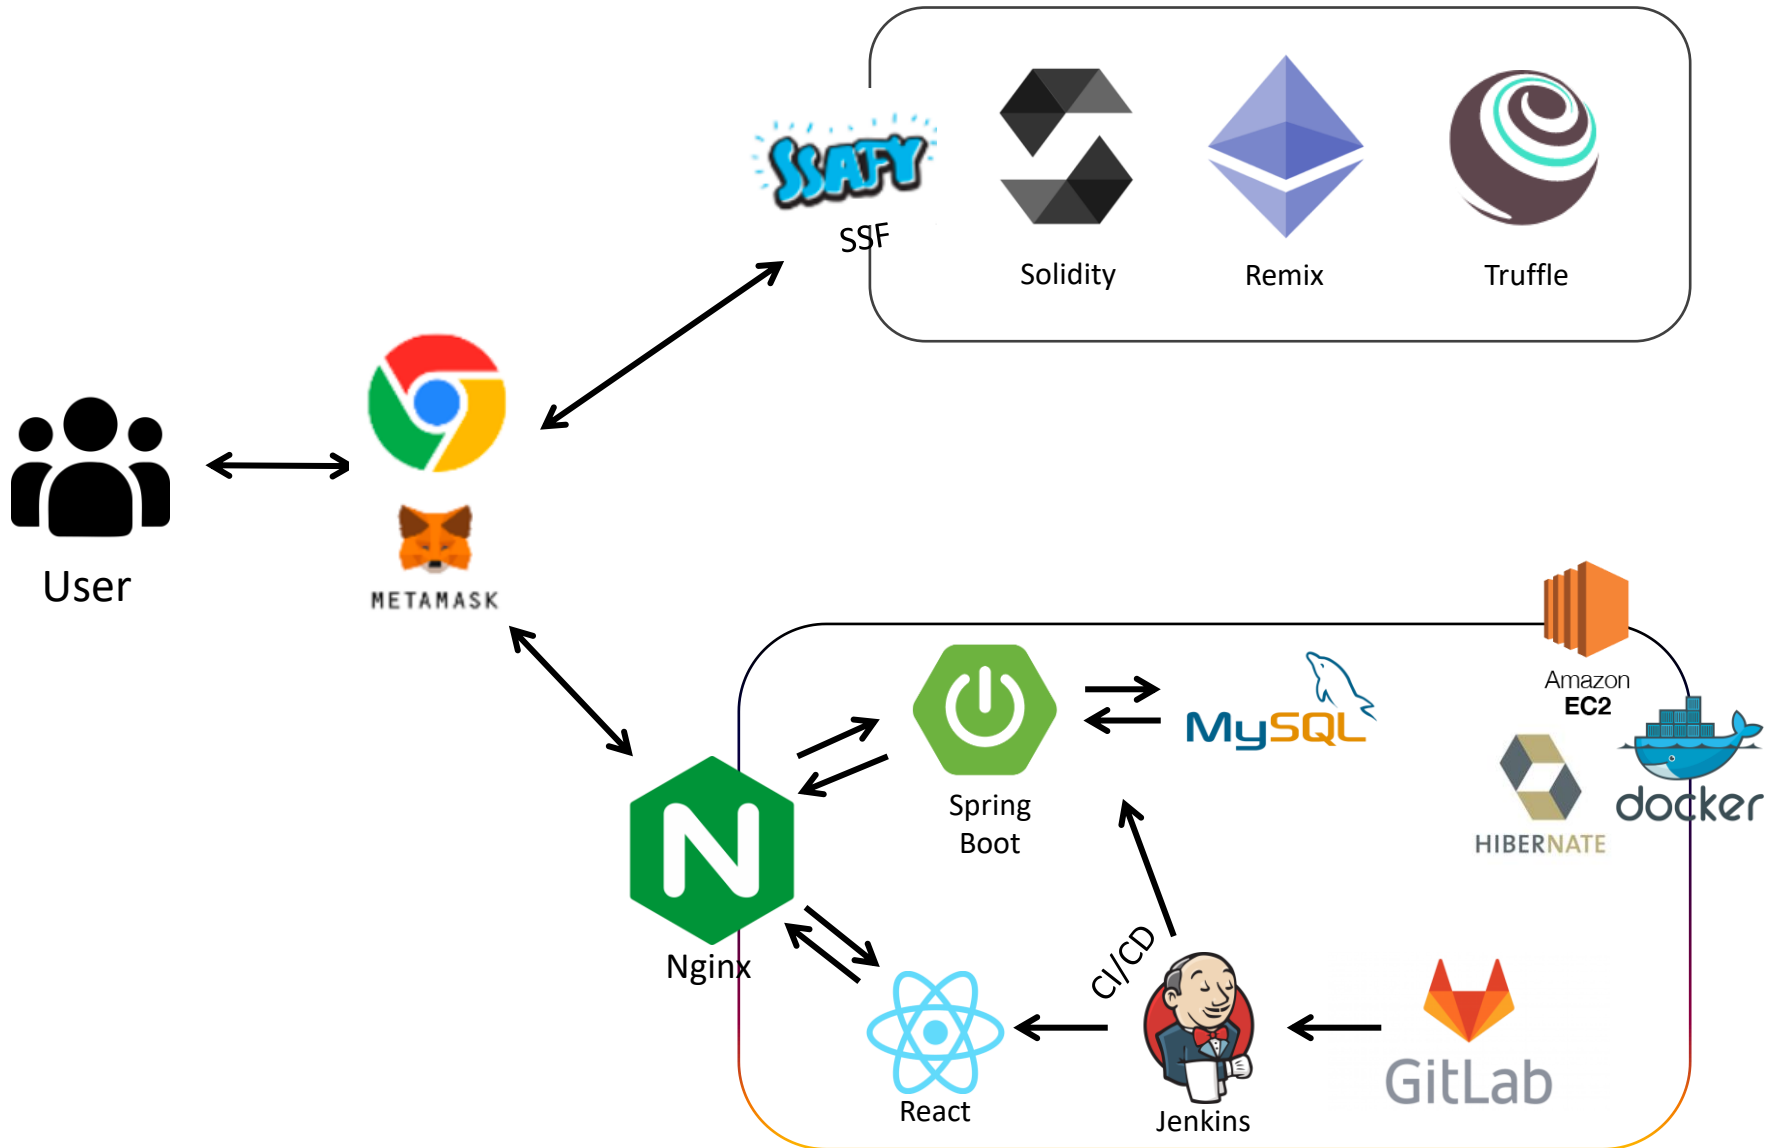 SSAFY
SSF
Solidity
Remix
Truffle
User
METAMASK
Amazon
EC2
MySQL
docker
HIBERNATE
Spring
Boot
N
Nginx
CI/CD
React
Jenkins
GitLab